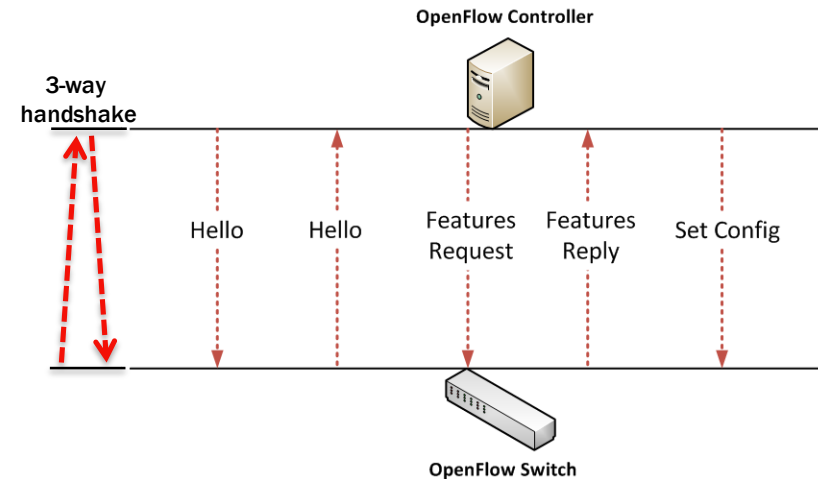 OpenFlow Controller
3-way
handshake
Hello
Hello
Features
Request
Features
Reply
Set Config
OpenFlow Switch